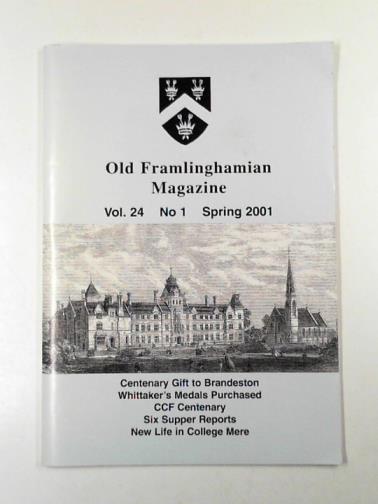 Old Framlinghamian
Magazine
Vol. 24 No 1 Spring 2001
Centenary Gift to Brandeston
Whittaker's Medals Purchased
CCF Centenary
Six Supper Reports
New Life in College Mere